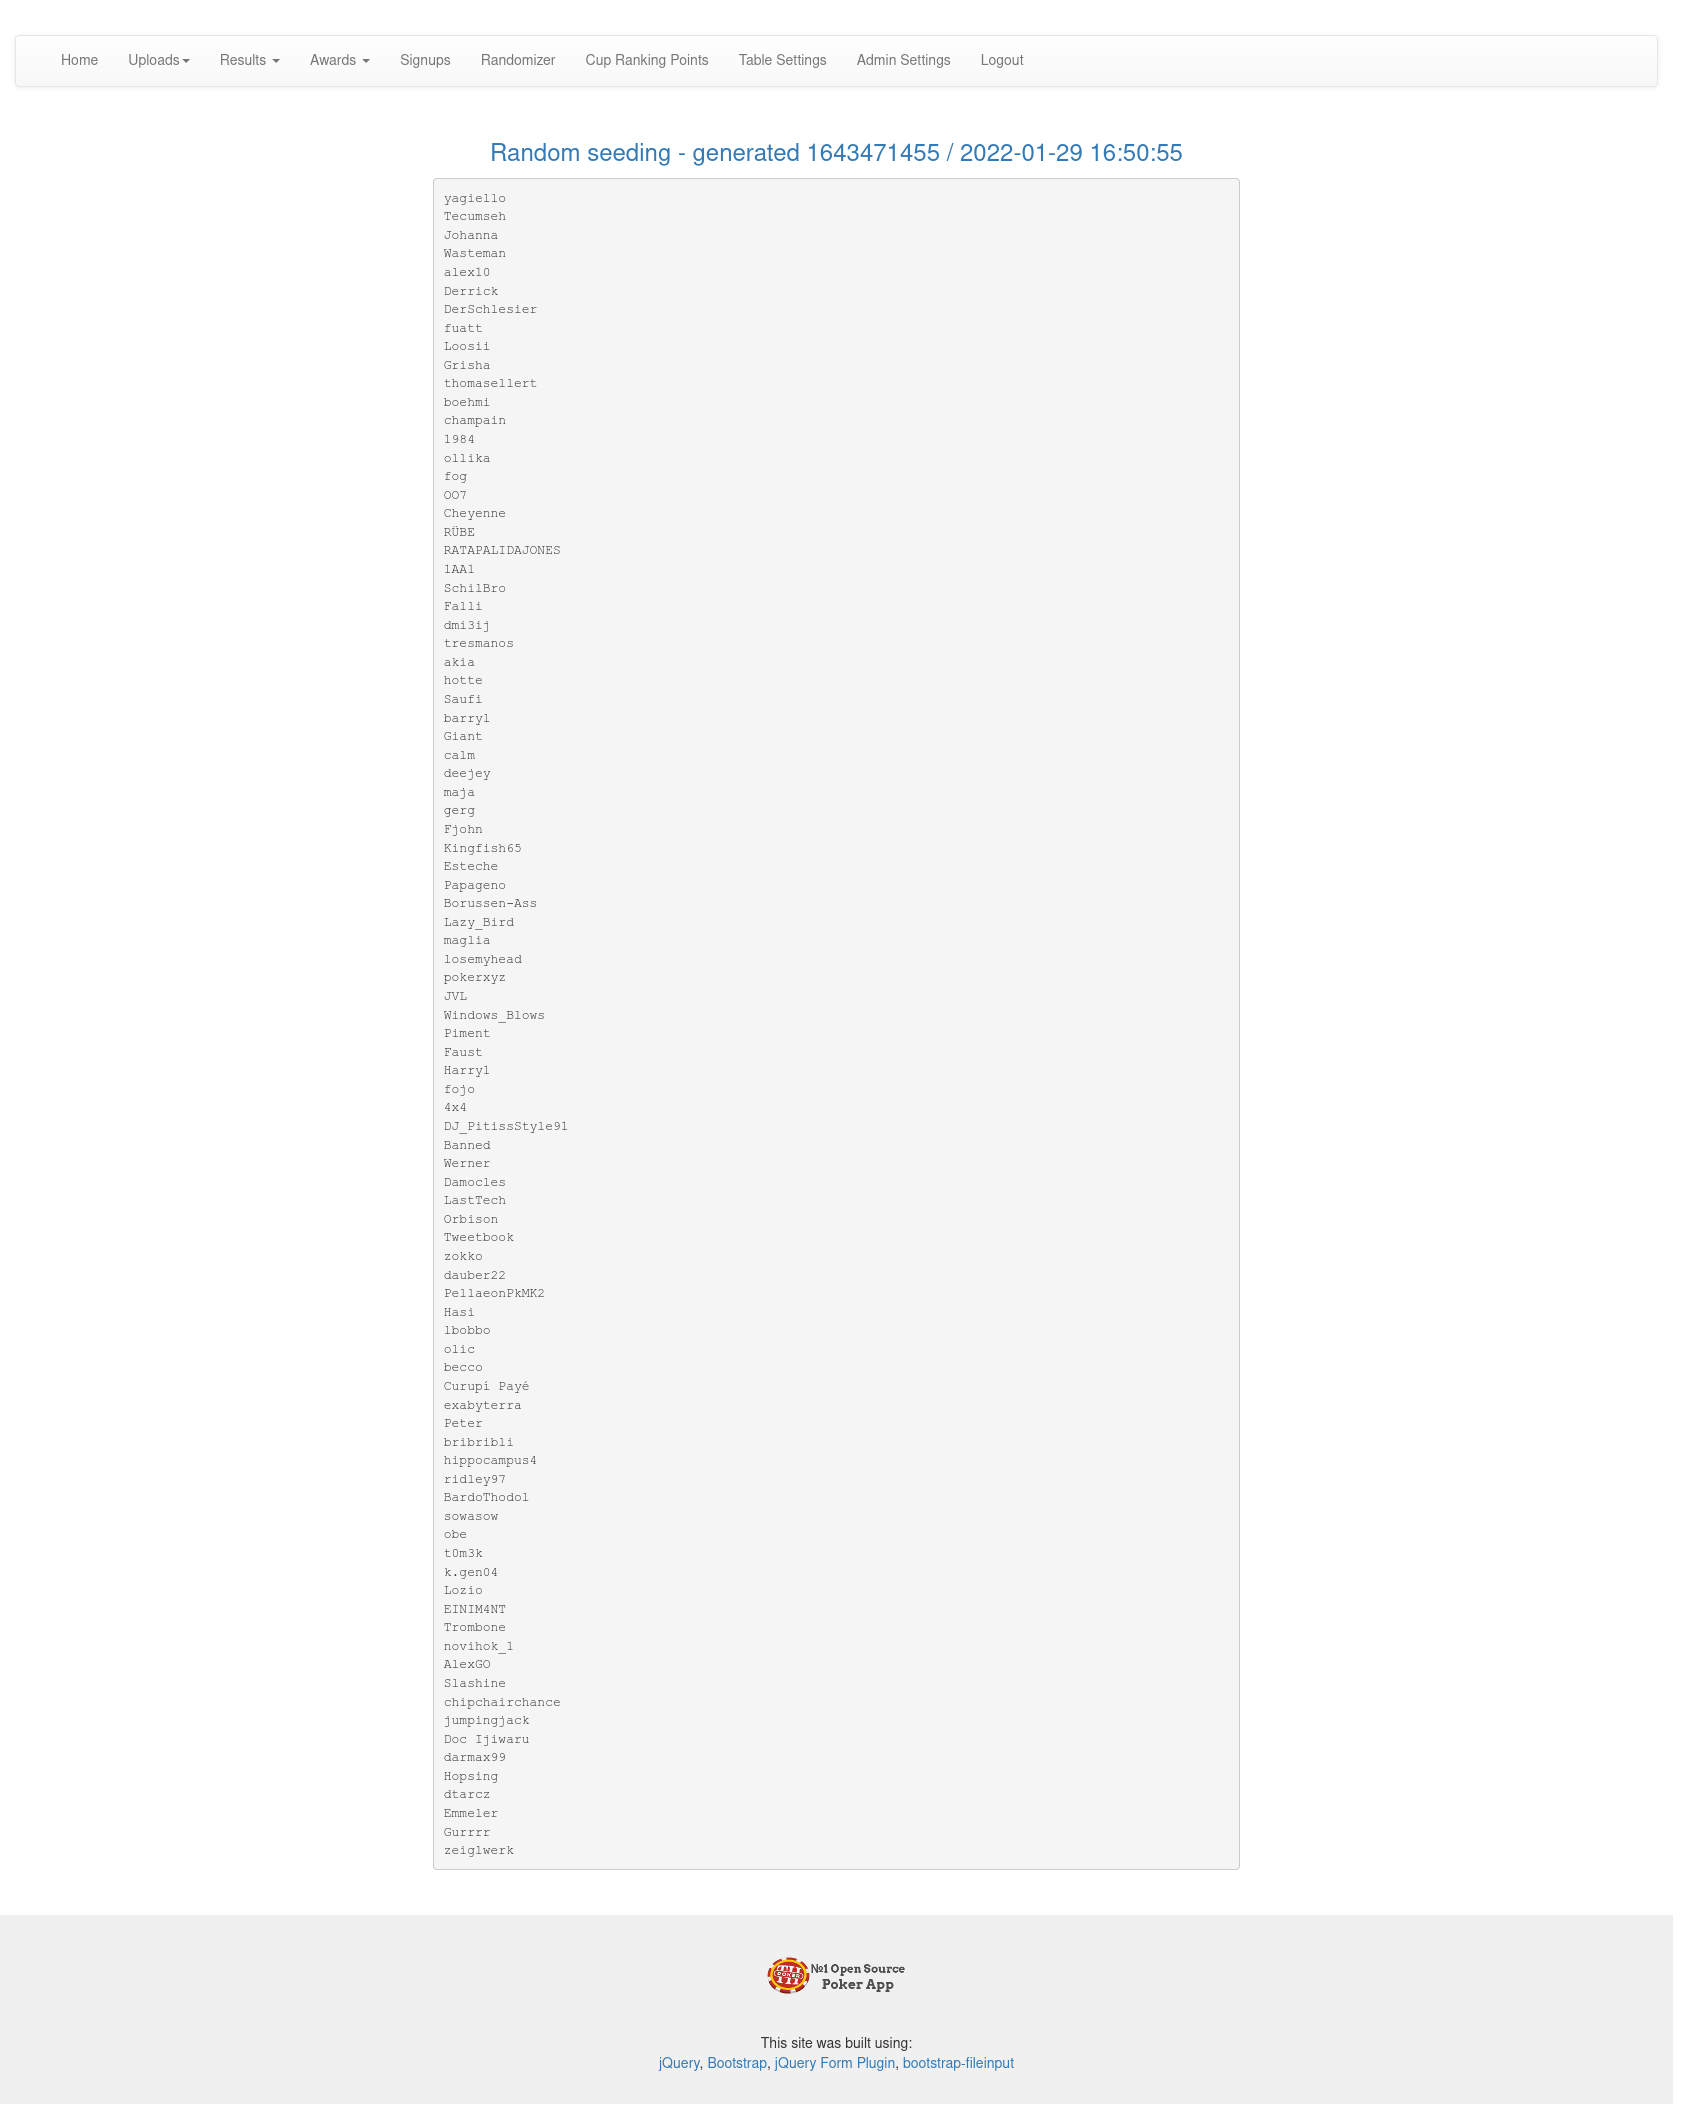 Home Uploads Results Awards Signups Randomizer Cup Ranking Points Table Settings Admin Settings Logout
Random seeding - generated 1643471455 / 2022-01-29 16:50:55
yagiello
Tecumseh
Johanna
Wasteman
alex10
Derrick
DerSchlesier
fuatt
Loosii
Grisha
thomasellert
boehmi
champain
1984
ollika
fog
OO7
Cheyenne
RÜBE
RATAPALIDAJONES
1AA1
SchilBro
Falli
dmi3ij
tresmanos
akia
hotte
Saufi
barry1
Giant
calm
deejey
maja
gerg
Fjohn
Kingfish65
Esteche
Papageno
Borussen-Ass
Lazy_Bird
maglia
losemyhead
pokerxyz
JVL
Windows_Blows
Piment
Faust
Harry1
fojo
4x4
DJ_PitissStyle91
Banned
Werner
Damocles
LastTech
Orbison
Tweetbook
zokko
dauber22
PellaeonPkMK2
Hasi
lbobbo
olic
becco
Curupí Payé
exabyterra
Peter
bribribli
hippocampus4
ridley97
BardoThodol
sowasow
obe
t0m3k
k.gen04
Lozio
EINIM4NT
Trombone
novihok_1
AlexGO
Slashine
chipchairchance
jumpingjack
Doc Ijiwaru
darmax99
Hopsing
dtarcz
Emmeler
Gurrrr
zeiglwerk
№1 Open Source
Poker App
This site was built using:
jQuery, Bootstrap, jQuery Form Plugin, bootstrap-fileinput